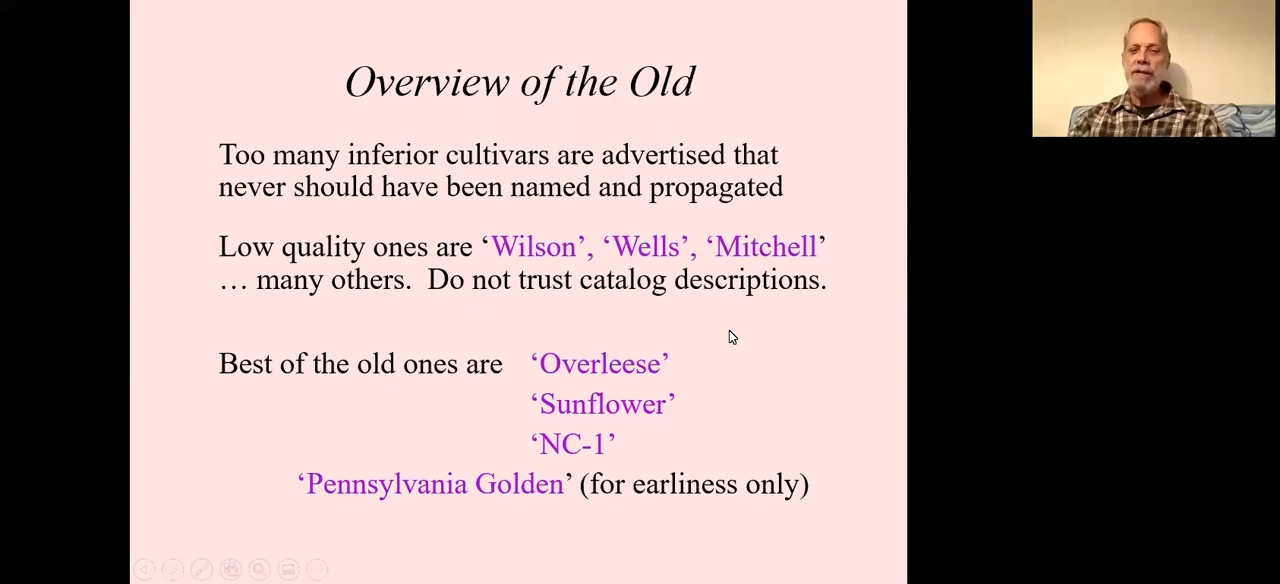 Overview of the Old
Too many inferior cultivars are advertised that
never should have been named and propagated
Low quality ones are ‘Wilson’, ‘Wells’, ‘Mitchell’
… many others.  Do not trust catalog descriptions.
Best of the old ones are ‘Overleese’
‘Sunflower’
‘NC-1’
‘Pennsylvania Golden’ (for earliness only)